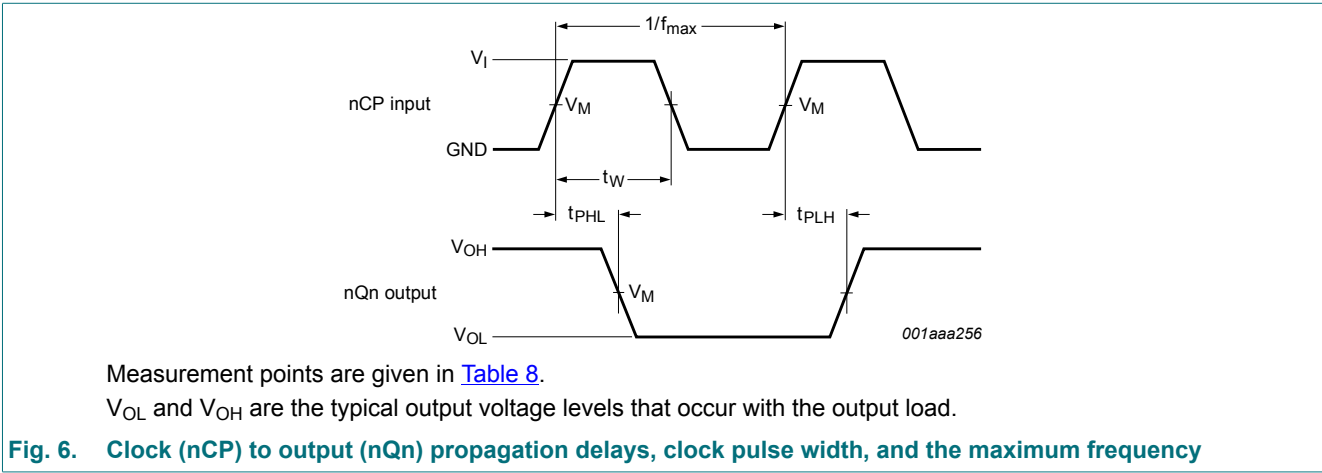 1/fmax
VI
nCP input
VM
VM
GND
tW
tPHL
tPLH
VOH
nQn output
VM
VOL
001aaa256
Measurement points are given in Table 8.
VOL and VOH are the typical output voltage levels that occur with the output load.
Fig. 6. Clock (nCP) to output (nQn) propagation delays, clock pulse width, and the maximum frequency